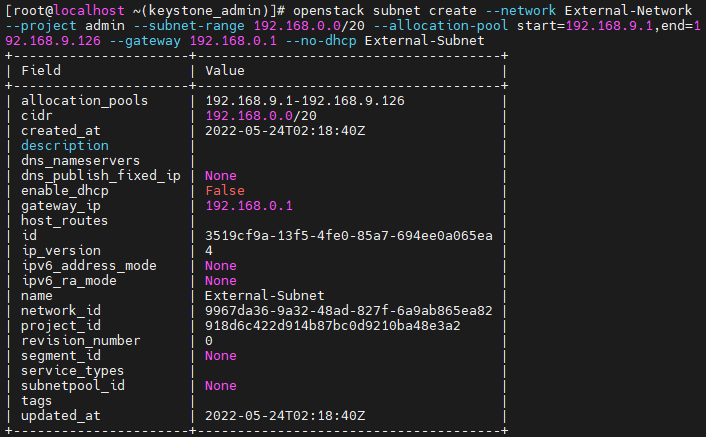 [root@localhost ~(keystone_admin)]# openstack subnet create --network External-Network
--project admin --subnet-range 192.168.0.0/20 --allocation-pool start=192.168.9.1,end=1
92.168.9.126 --gateway 192.168.0.1 --no-dhcp External-Subnet
+----------------------+--------------------------------------+
| Field                | Value                                |
+----------------------+--------------------------------------+
| allocation_pools     | 192.168.9.1-192.168.9.126            |
| cidr                 | 192.168.0.0/20                       |
| created_at           | 2022-05-24T02:18:40Z                 |
| description          |                                      |
| dns_nameservers      |                                      |
| dns_publish_fixed_ip | None                                 |
| enable_dhcp          | False                                |
| gateway_ip           | 192.168.0.1                          |
| host_routes          |                                      |
| id                   | 3519cf9a-13f5-4fe0-85a7-694ee0a065ea |
| ip_version           | 4                                    |
| ipv6_address_mode    | None                                 |
| ipv6_ra_mode         | None                                 |
| name                 | External-Subnet                      |
| network_id           | 9967da36-9a32-48ad-827f-6a9ab865ea82 |
| project_id           | 918d6c422d914b87bc0d9210ba48e3a2     |
| revision_number      | 0                                    |
| segment_id           | None                                 |
| service_types        |                                      |
| subnetpool_id        | None                                 |
| tags                 |                                      |
| updated_at           | 2022-05-24T02:18:40Z                 |
+----------------------+--------------------------------------+